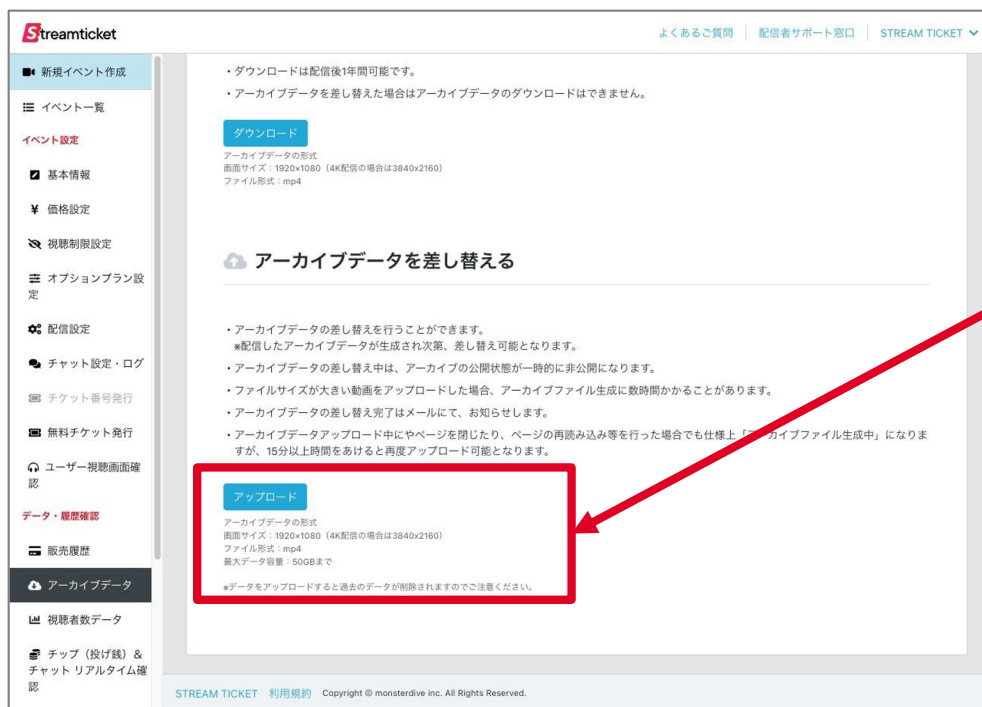 Streamticket
よくあるご質問
配信者サポート窓口
STREAM TICKET
新規イベント作成
イベント一覧
イベント設定
基本情報
価格設定
視聴制限設定
オプションプラン設
定
配信設定
チャット設定・ログ
チケット番号発行
無料チケット発行
ユーザー視聴画面確
認
データ・履歴確認
販売履歴
アーカイブデータ
視聴者数データ
チップ（投げ銭）＆
チャット リアルタイム確
認
・ダウンロードは配信後1年間可能です。
・アーカイブデータを差し替えた場合はアーカイブデータのダウンロードはできません。
ダウンロード
アーカイブデータの形式
画面サイズ：1920×1080（4K配信の場合は3840x2160）
ファイル形式：mp4
アーカイブデータを差し替える
・アーカイブデータの差し替えを行うことができます。
※配信したアーカイブデータが生成され次第、差し替え可能となります。
・アーカイブデータの差し替え中は、アーカイブの公開状態が一時的に非公開になります。
・ファイルサイズが大きい動画をアップロードした場合、アーカイブファイル生成に数時間かかることがあります。
・アーカイブデータの差し替え完了はメールにて、お知らせします。
・アーカイブデータアップロード中にやページを閉じたり、ページの再読み込み等を行った場合でも仕様上「アーカイブファイル生成中」になりま
すが、15分以上時間をあけると再度アップロード可能となります。
アップロード
アーカイブデータの形式
画面サイズ：1920×1080（4K配信の場合は3840x2160）
ファイル形式：mp4
最大データ容量：50GBまで
※データをアップロードすると過去のデータが削除されますのでご注意ください。
STREAM TICKET 利用規約 Copyright © monsterdive inc. All Rights Reserved.